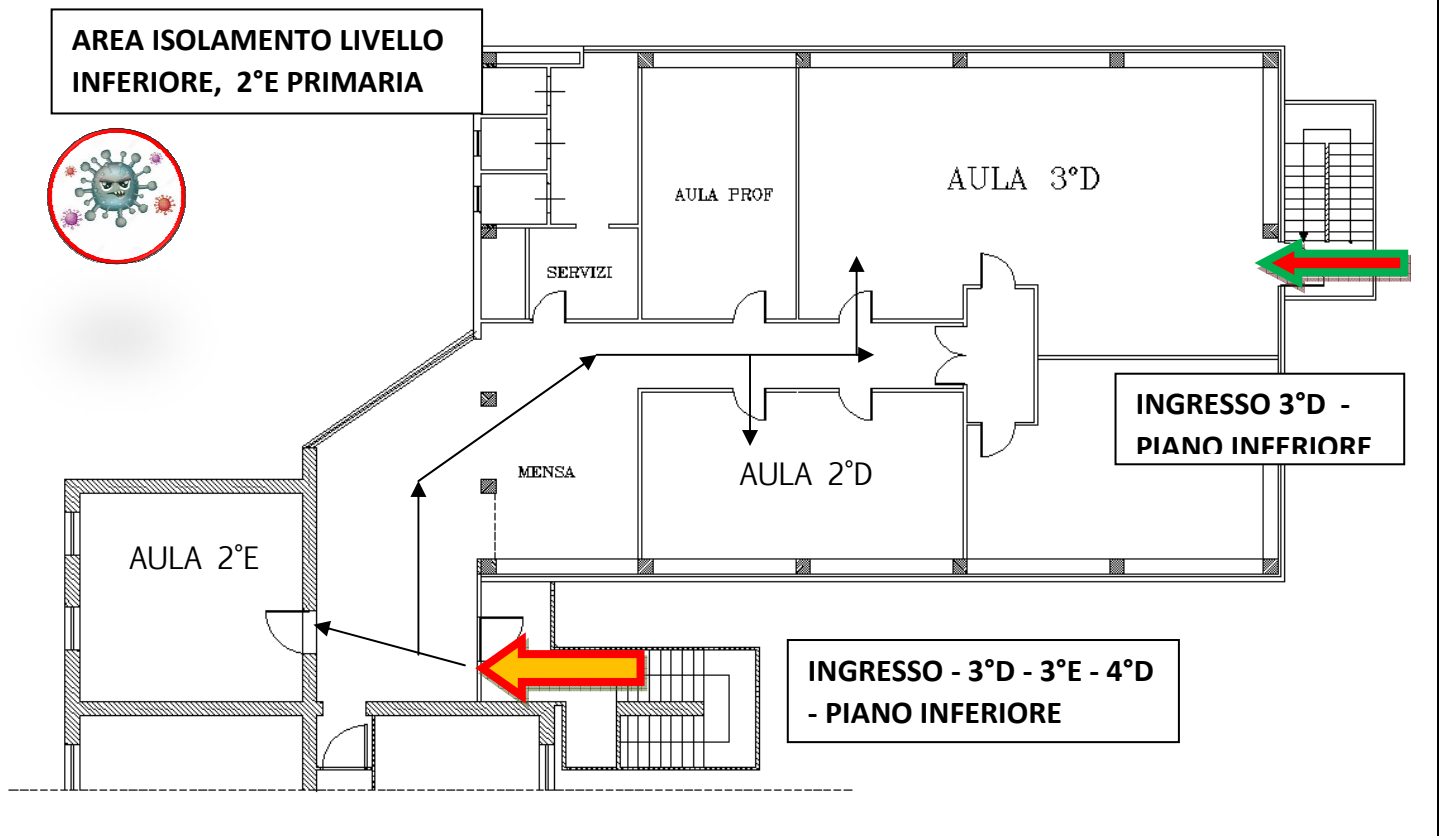 AREA ISOLAMENTO LIVELLO
INFERIORE, 2°E PRIMARIA
AULA PROF
AULA 3°D
SERVIZI
INGRESSO 3°D -
PIANO INFERIORE
MENSA
AULA 2°D
AULA 2°E
INGRESSO - 3°D - 3°E - 4°D
- PIANO INFERIORE